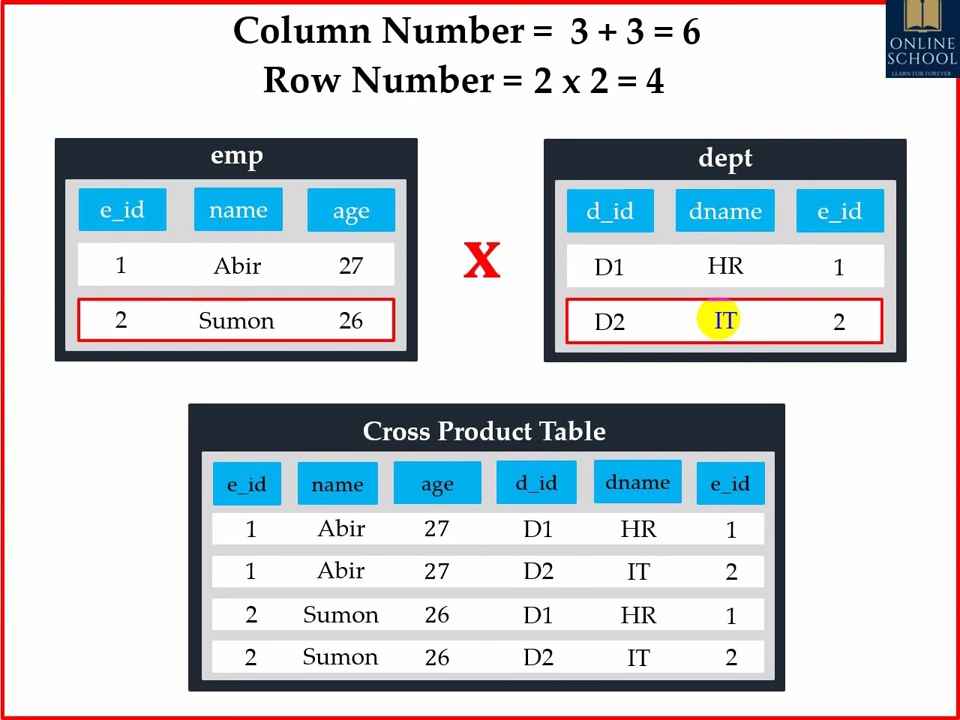 Column Number = 3 + 3 = 6
Row Number = 2 x 2 = 4
ONLINE
SCHOOL
LEARN FOR FOREVER
emp
e_id name age
1 Abir 27
2 Sumon 26
x
dept
d_id dname e_id
D1 HR 1
D2 IT 2
Cross Product Table
e_id name age d_id dname e_id
1 Abir 27 D1 HR 1
1 Abir 27 D2 IT 2
2 Sumon 26 D1 HR 1
2 Sumon 26 D2 IT 2